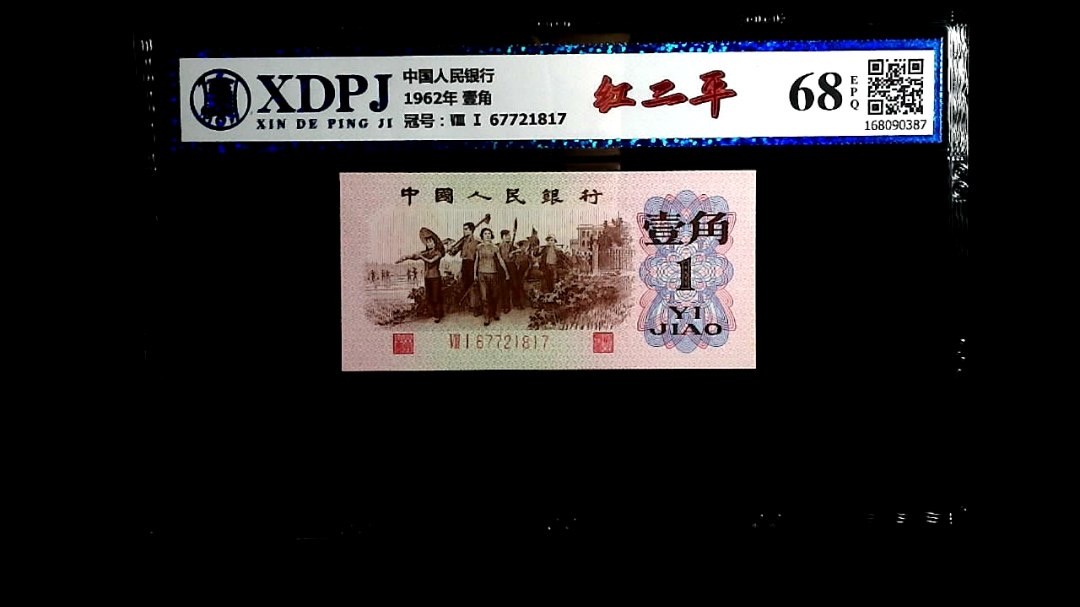 XDPJ
XIN DE PING JI
中国人民银行
1962年 壹角
冠号：Ⅷ Ⅰ 67721817
红二平
68
EPQ
168090387
中國人民銀行
壹角
1
YI
JIAO
Ⅷ Ⅰ 67721817